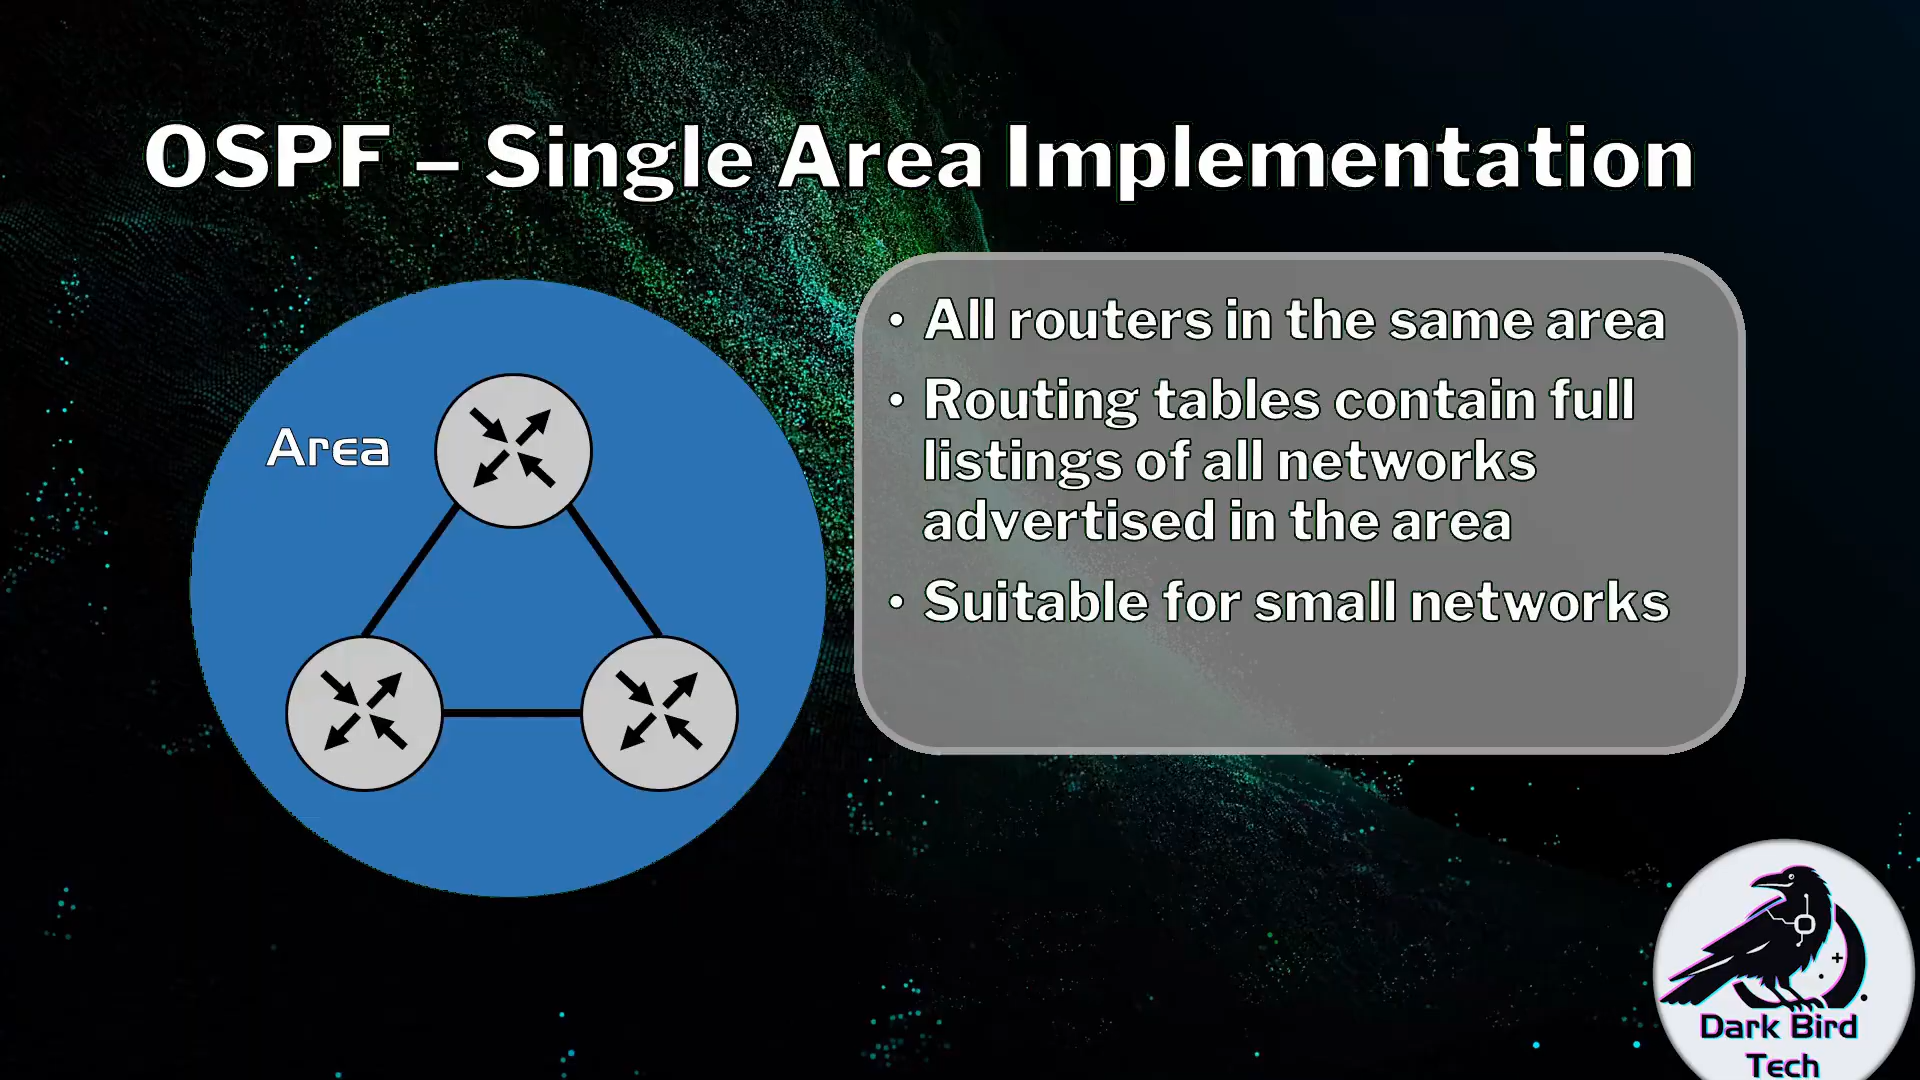 OSPF – Single Area Implementation
Area
• All routers in the same area
• Routing tables contain full
listings of all networks
advertised in the area
• Suitable for small networks
Dark Bird
Tech